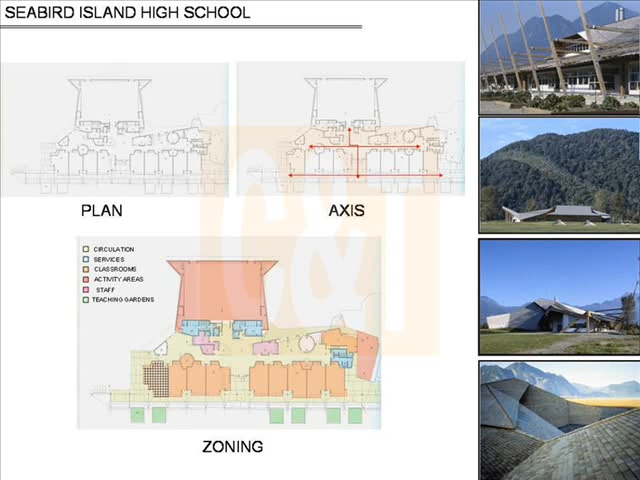 SEABIRD ISLAND HIGH SCHOOL
PLAN
AXIS
CIRCULATION
SERVICES
CLASSROOMS
ACTIVITY AREAS
STAFF
TEACHING GARDENS
C&T
ZONING